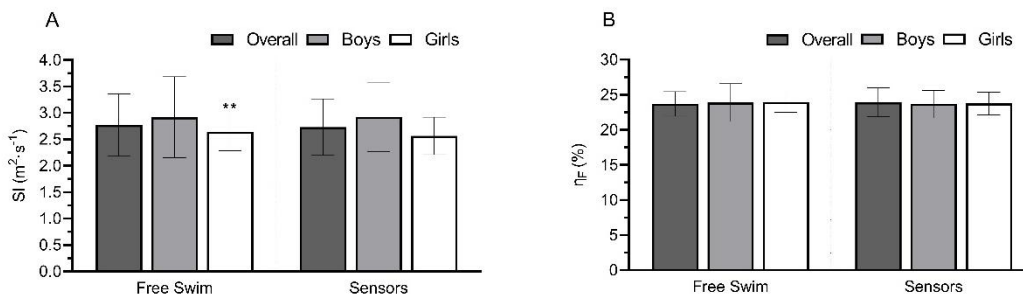 A
Overall Boys Girls
SI (m²·s⁻¹)
4.0
3.5
3.0
2.5
2.0
1.5
1.0
0.5
0.0
**
Free Swim Sensors
B
Overall Boys Girls
ηF (%)
30
25
20
15
10
5
0
Free Swim Sensors